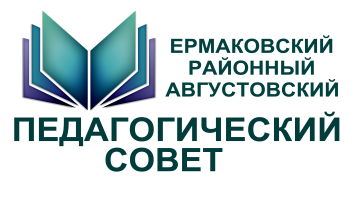 ЕРМАКОВСКИЙ
РАЙОННЫЙ
АВГУСТОВСКИЙ
ПЕДАГОГИЧЕСКИЙ
СОВЕТ